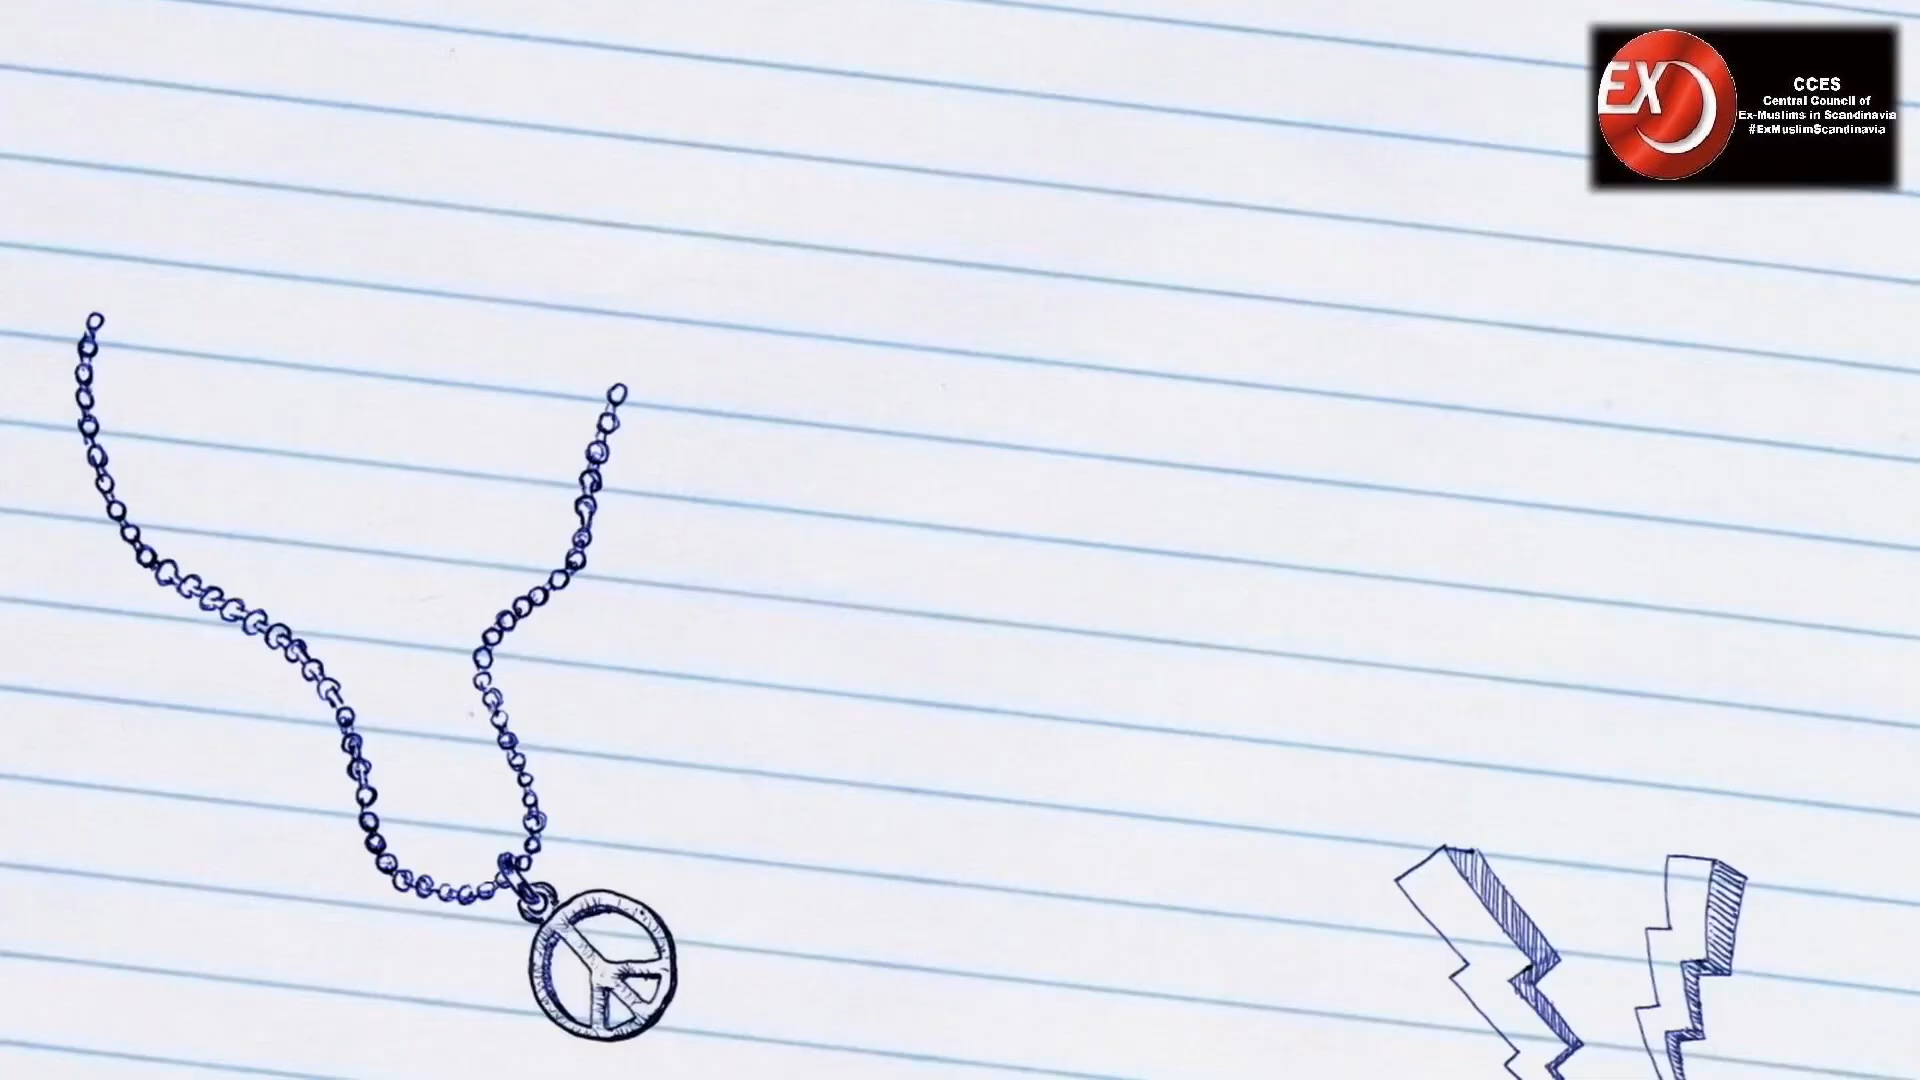 EX
CCES
Central Council of
Ex-Muslims in Scandinavia
#ExMuslimScandinavia